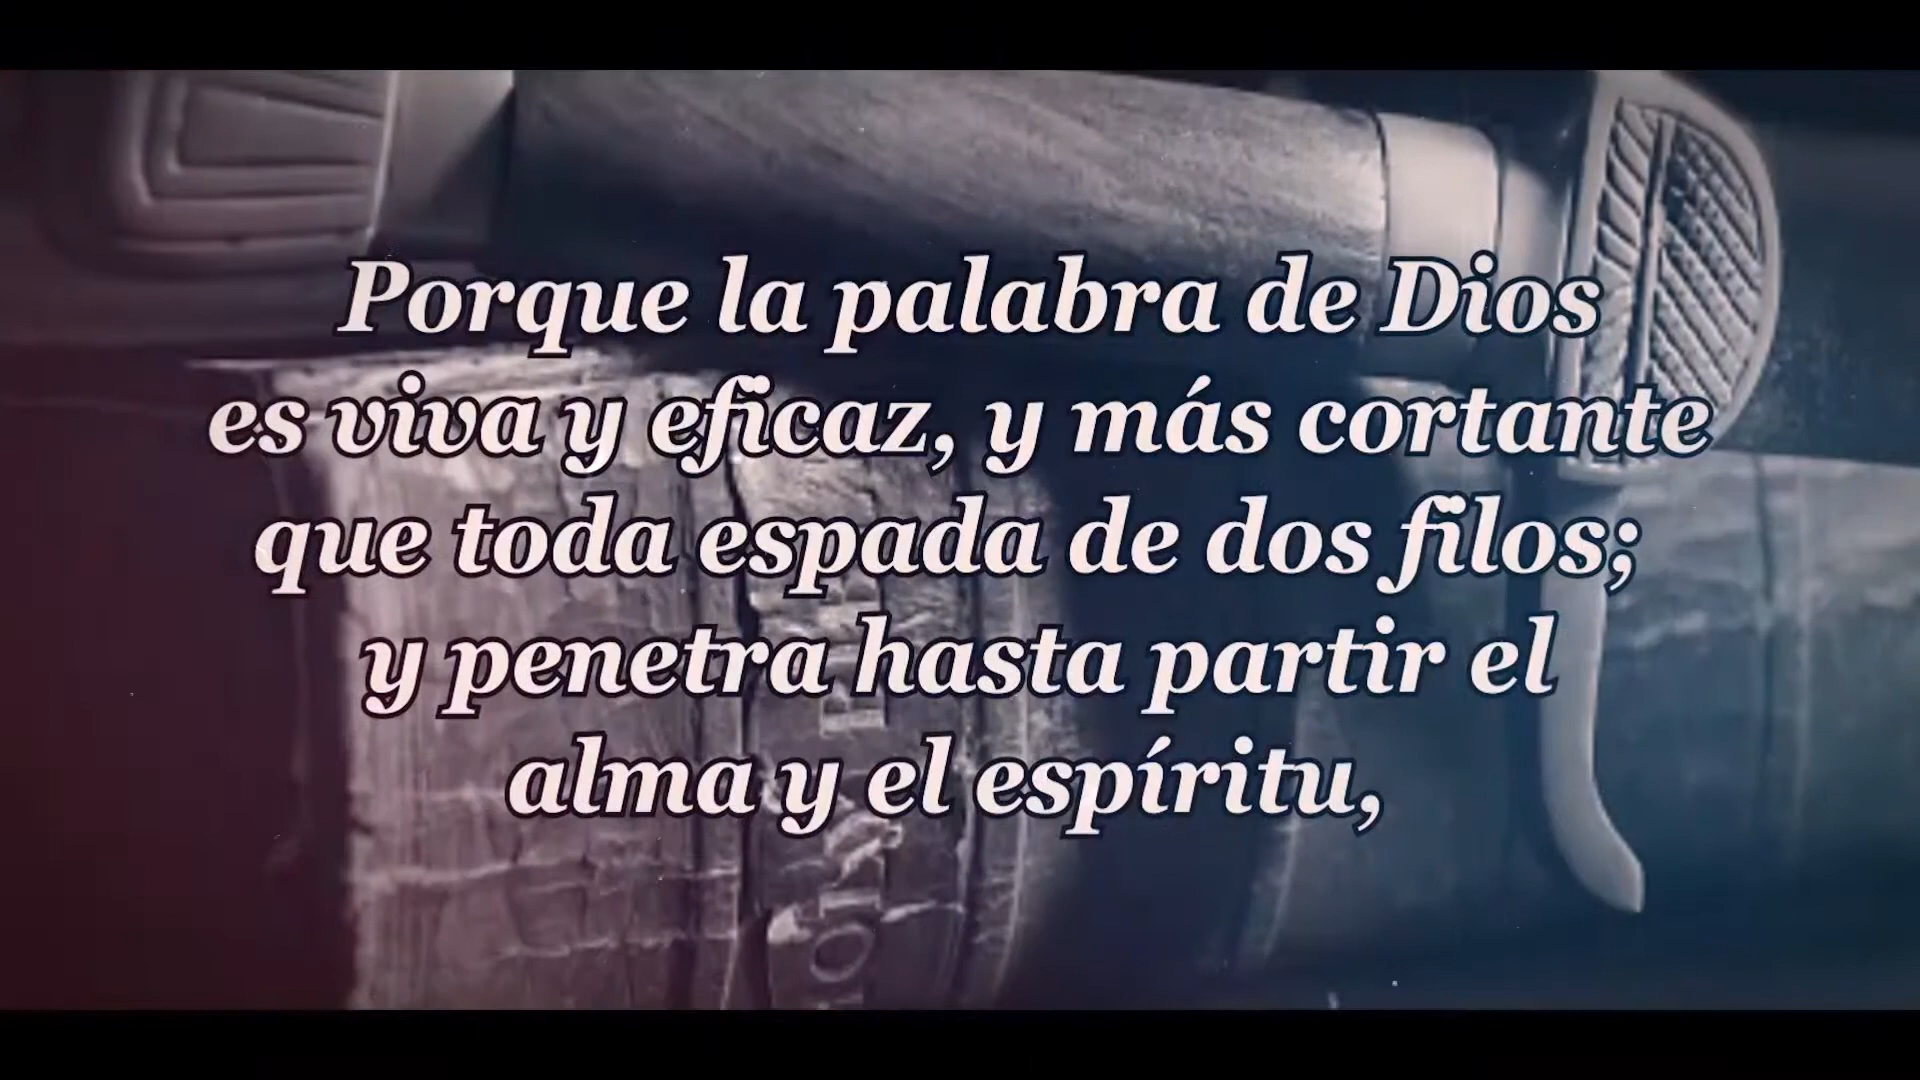 Porque la palabra de Dios
es viva y eficaz, y más cortante
que toda espada de dos filos;
y penetra hasta partir el
alma y el espíritu,